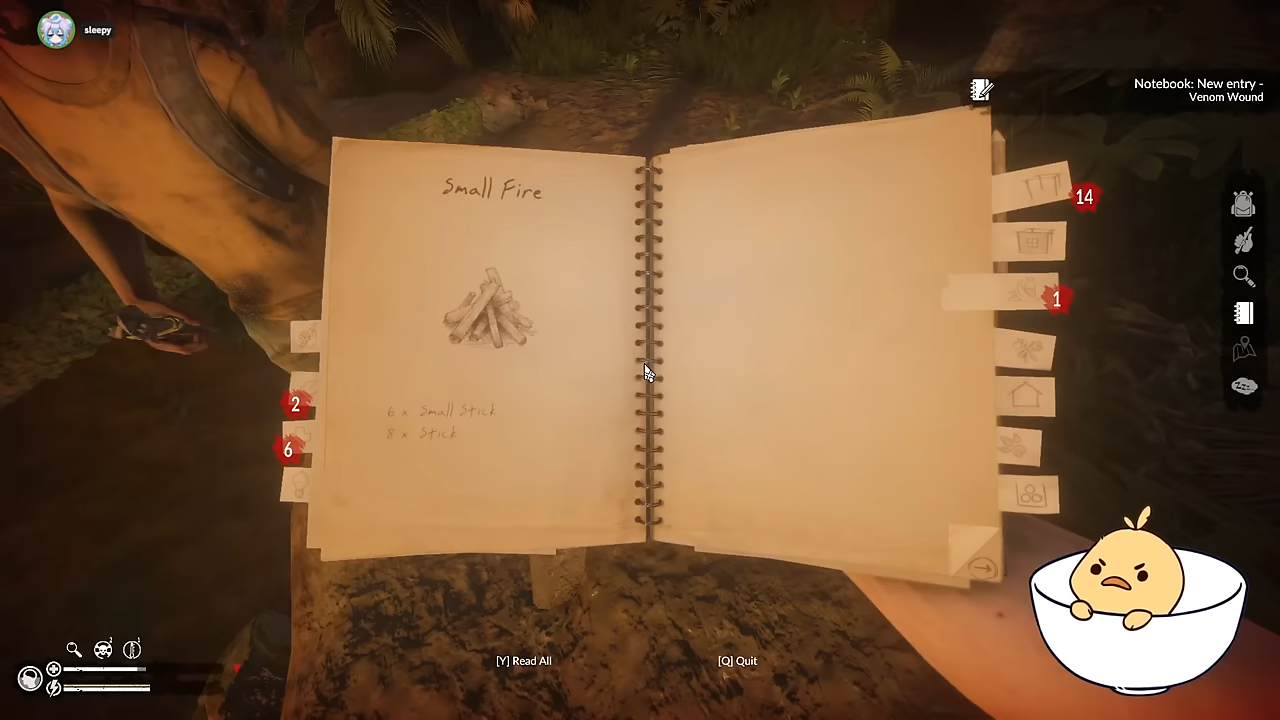 sleepy
Notebook: New entry -
Venom Wound
Small Fire
14
1
2
6
6 x Small Stick
8 x Stick
[Y] Read All
[Q] Quit
zzz